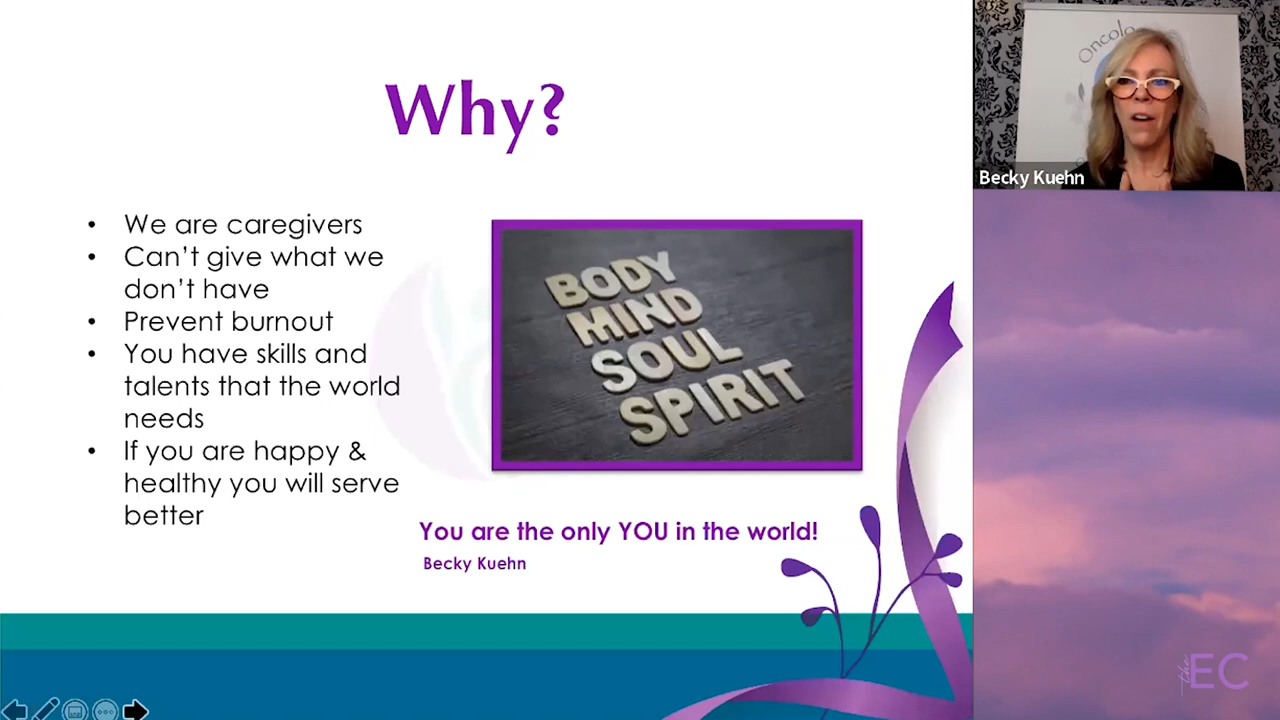 Why?
• We are caregivers
• Can't give what we
don't have
• Prevent burnout
• You have skills and
talents that the world
needs
• If you are happy &
healthy you will serve
better
BODY
MIND
SOUL
SPIRIT
You are the only YOU in the world!
Becky Kuehn
Oncolo
Becky Kuehn
the EC